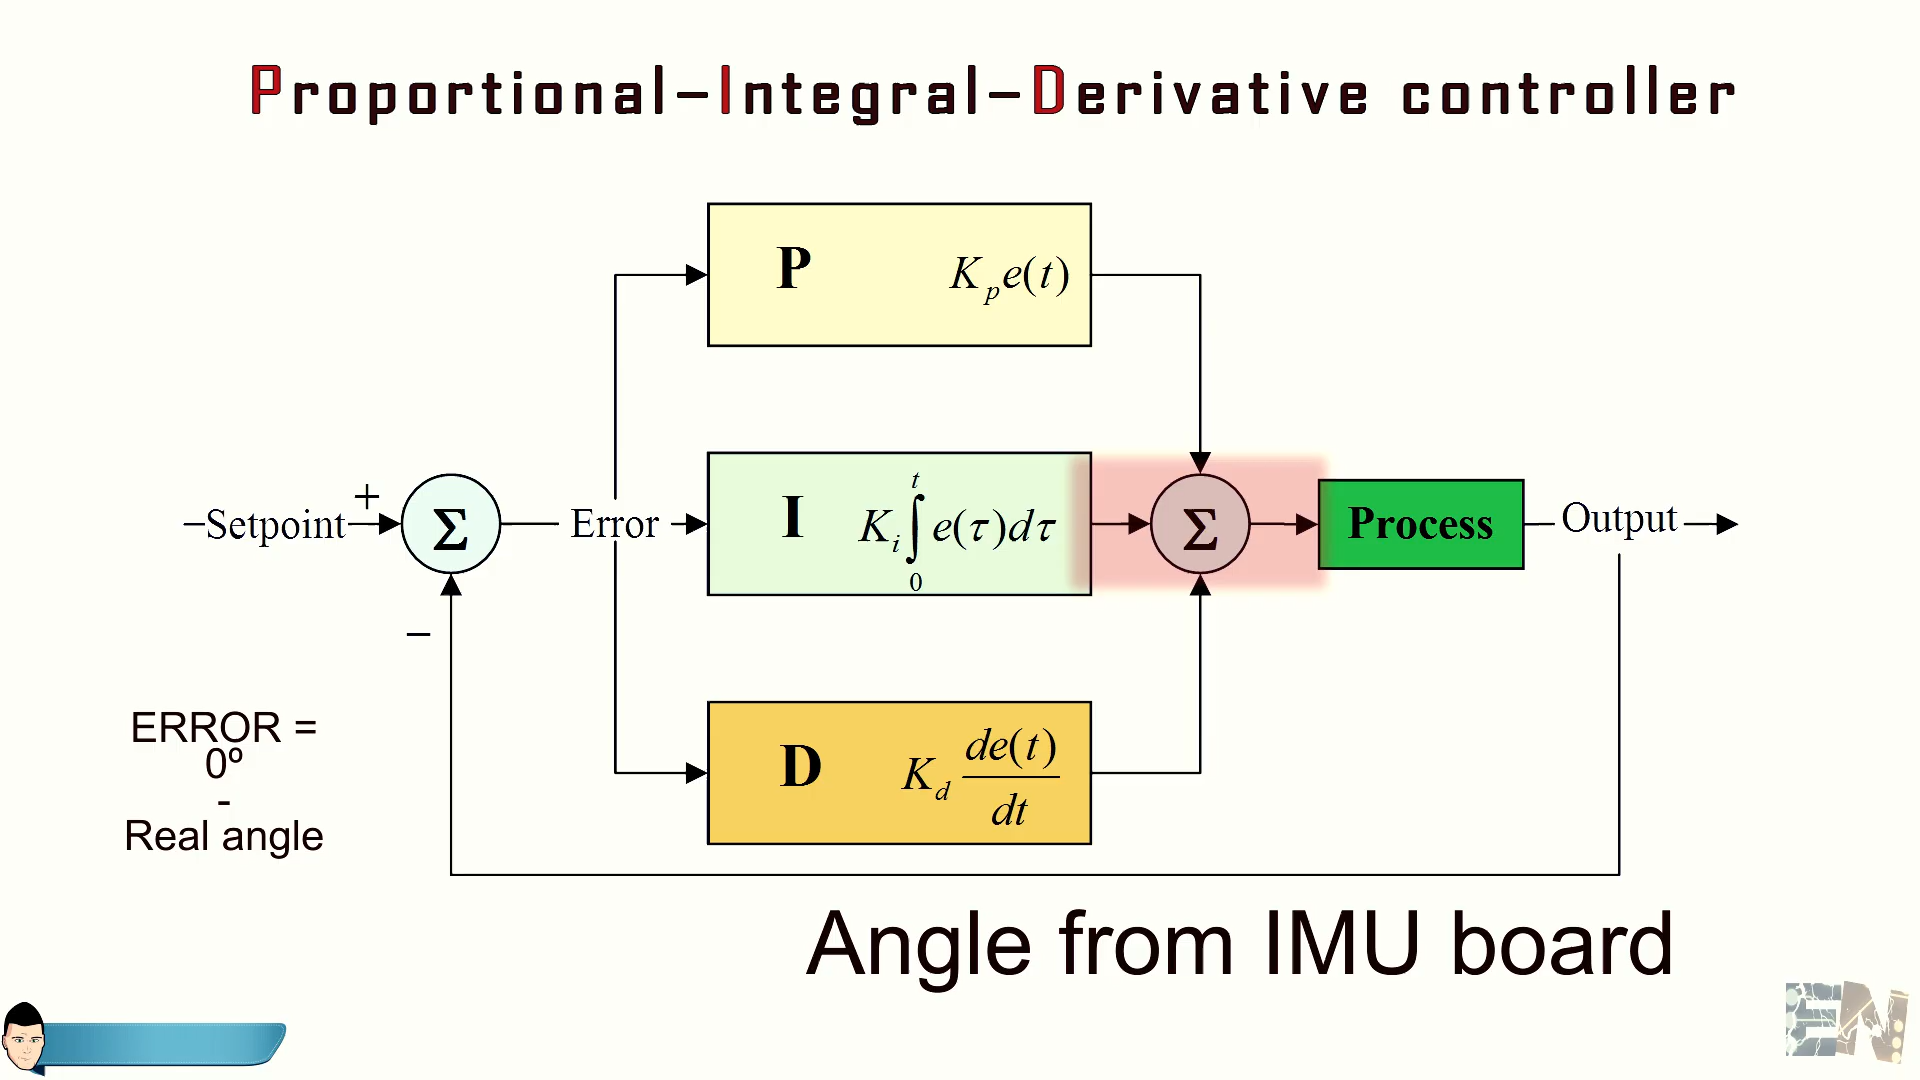 Proportional-Integral-Derivative controller
P K_p e(t)
–Setpoint + Σ Error
I K_i ∫_0^t e(τ)dτ
Σ Process Output
–
D K_d de(t)/dt
ERROR =
0º
-
Real angle
Angle from IMU board
EN